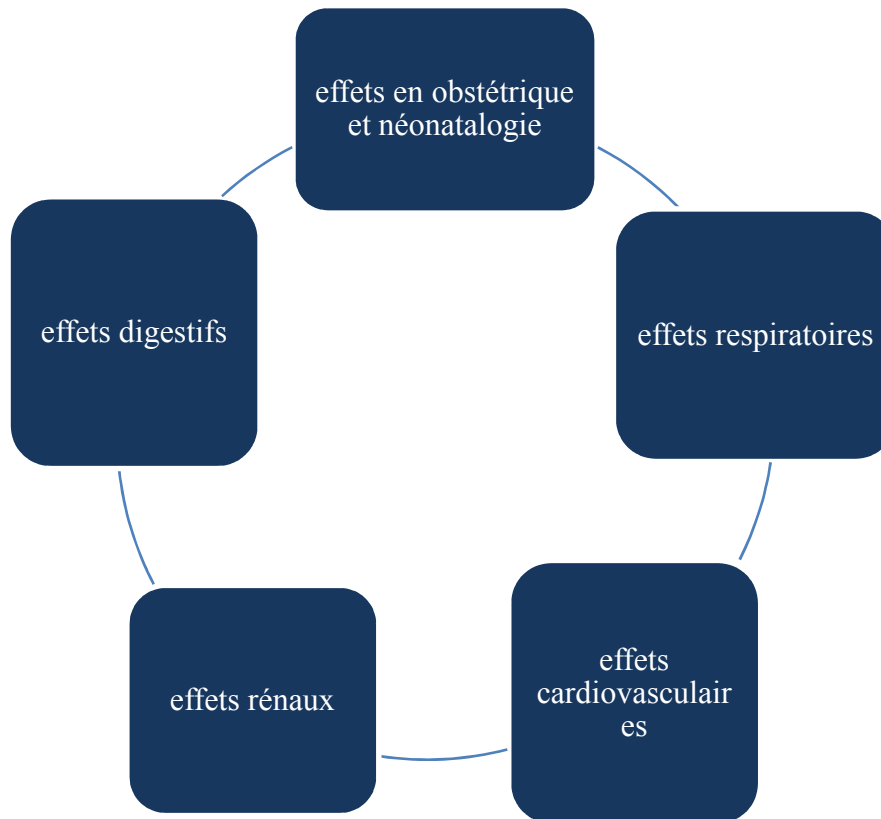 effets en obstétrique
et néonatalogie
effets respiratoires
effets
cardiovasculair
es
effets rénaux
effets digestifs